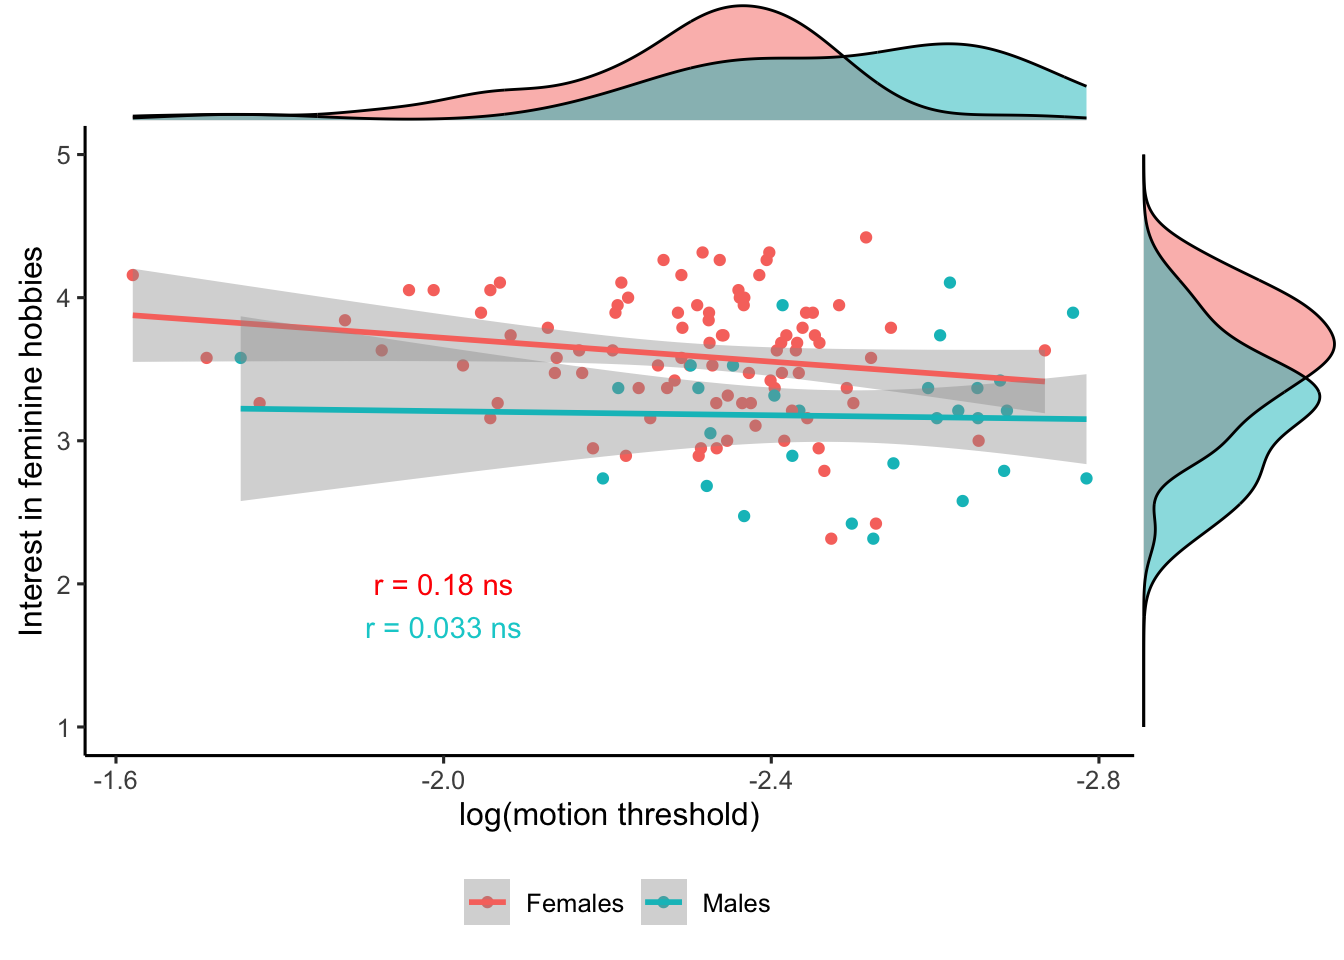 5
4
3
2
1
Interest in feminine hobbies
r = 0.18 ns
r = 0.033 ns
-1.6
-2.0
-2.4
-2.8
log(motion threshold)
Females
Males